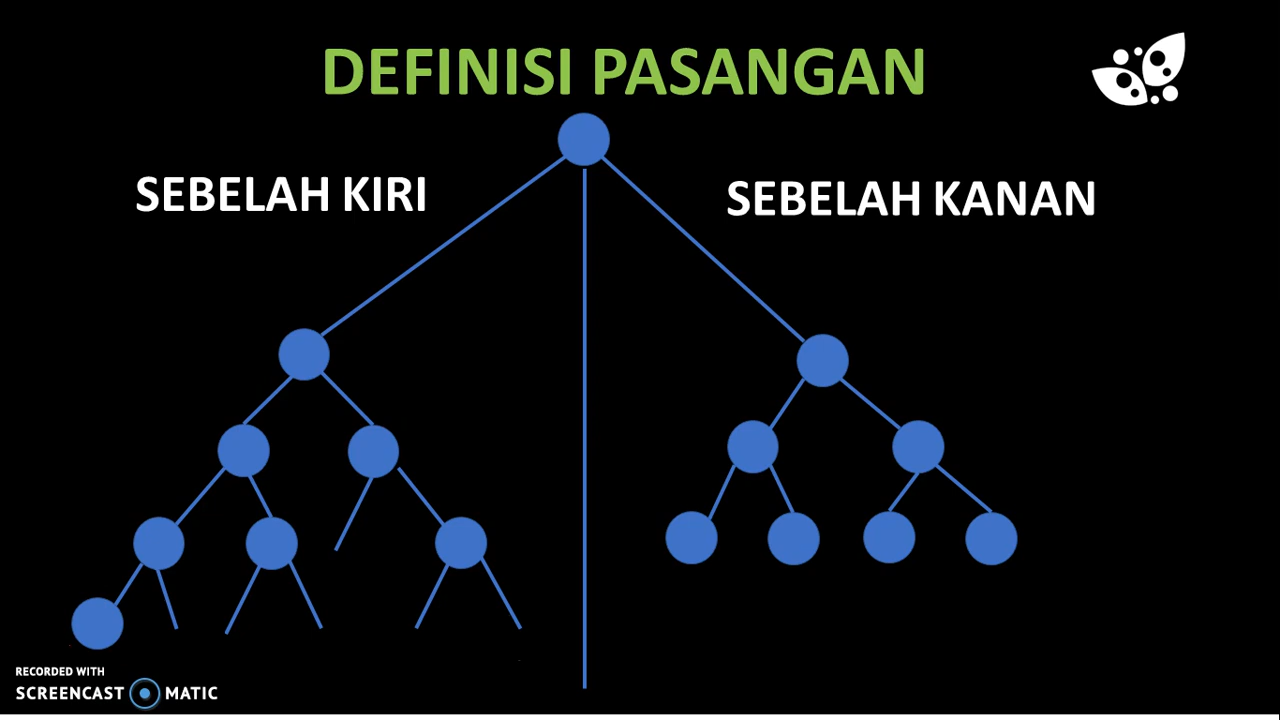 DEFINISI PASANGAN
SEBELAH KIRI
SEBELAH KANAN
RECORDED WITH
SCREENCAST MATIC